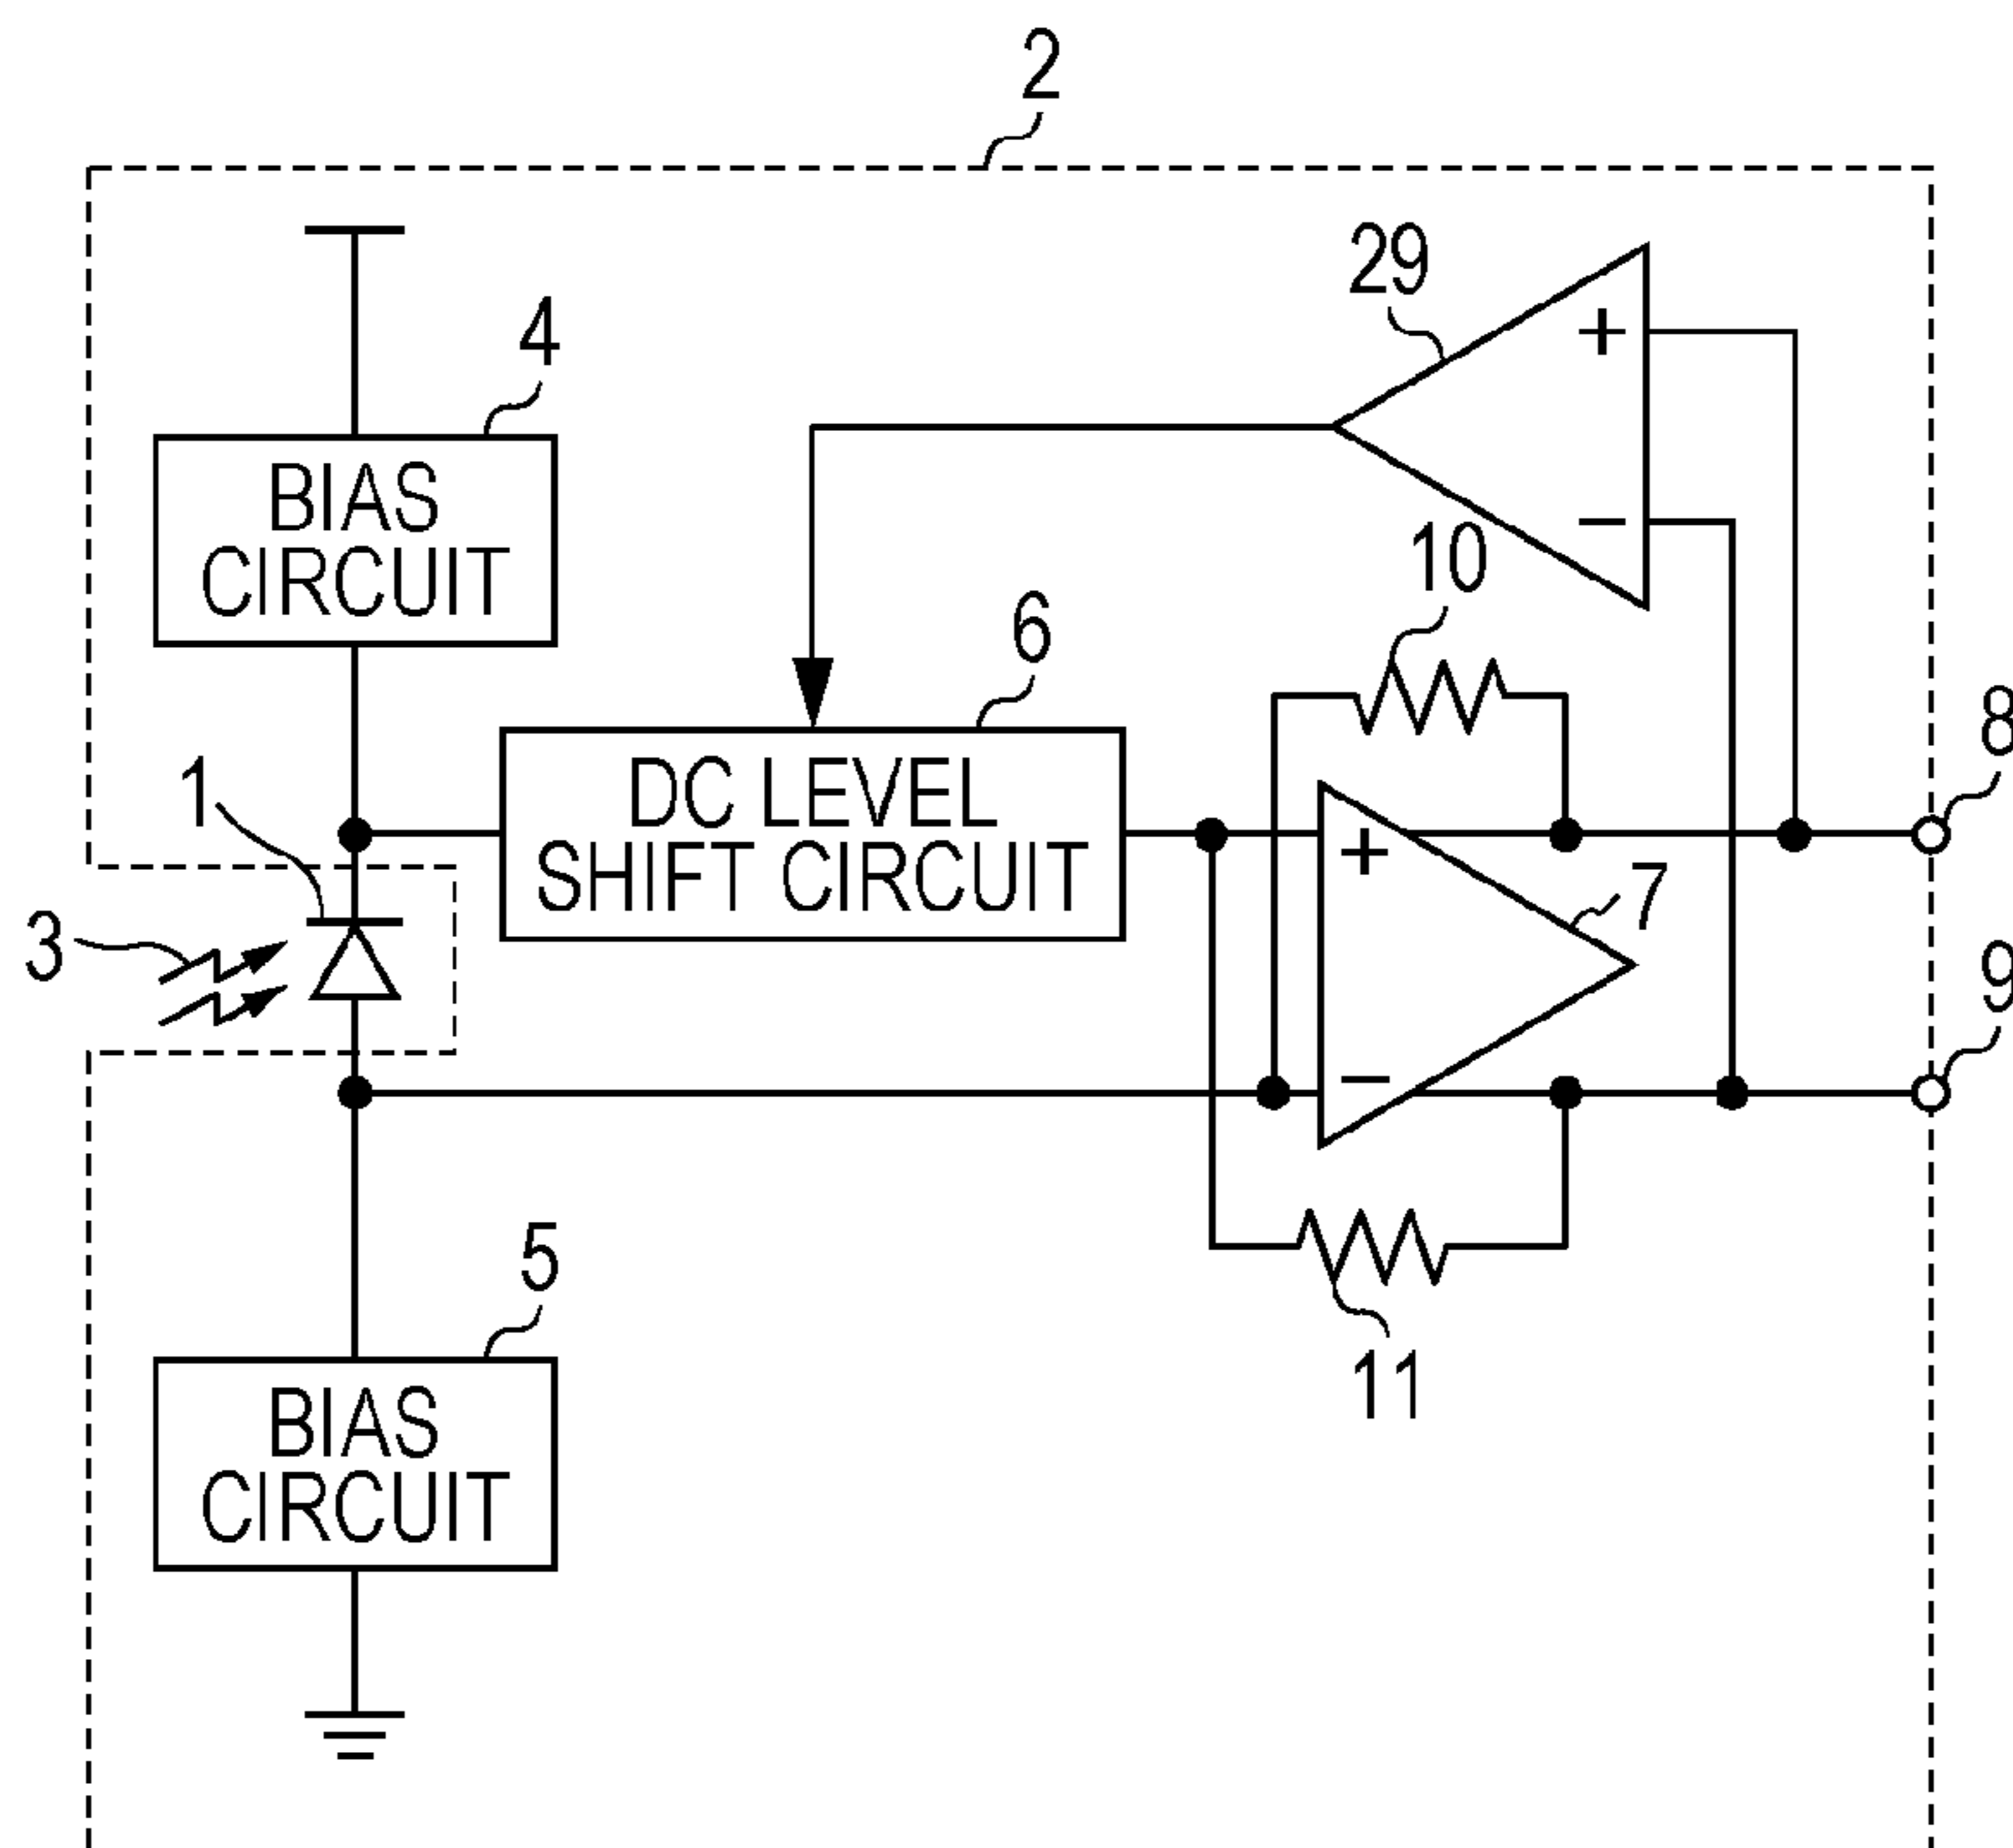 2
29
4
BIAS
CIRCUIT
+
−
10
6
8
1
DC LEVEL
SHIFT CIRCUIT
+
7
3
9
−
5
11
BIAS
CIRCUIT